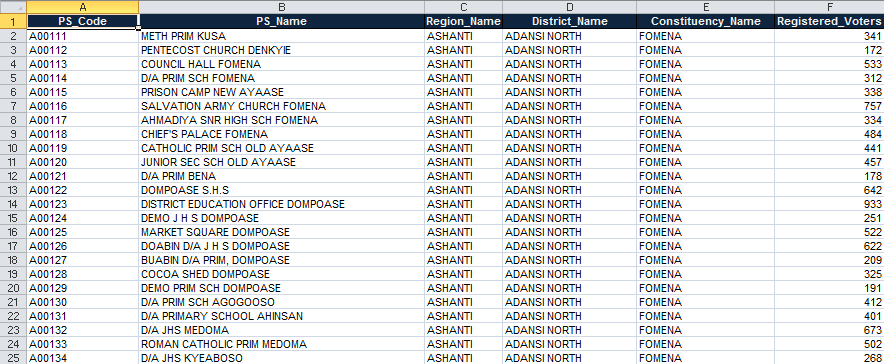 A B C D E F
1 PS_Code PS_Name Region_Name District_Name Constituency_Name Registered_Voters
2 A00111 METH PRIM KUSA ASHANTI ADANSI NORTH FOMENA 341
3 A00112 PENTECOST CHURCH DENKYIE ASHANTI ADANSI NORTH FOMENA 172
4 A00113 COUNCIL HALL FOMENA ASHANTI ADANSI NORTH FOMENA 533
5 A00114 D/A PRIM SCH FOMENA ASHANTI ADANSI NORTH FOMENA 312
6 A00115 PRISON CAMP NEW AYAASE ASHANTI ADANSI NORTH FOMENA 338
7 A00116 SALVATION ARMY CHURCH FOMENA ASHANTI ADANSI NORTH FOMENA 757
8 A00117 AHMADIYA SNR HIGH SCH FOMENA ASHANTI ADANSI NORTH FOMENA 334
9 A00118 CHIEF'S PALACE FOMENA ASHANTI ADANSI NORTH FOMENA 484
10 A00119 CATHOLIC PRIM SCH OLD AYAASE ASHANTI ADANSI NORTH FOMENA 441
11 A00120 JUNIOR SEC SCH OLD AYAASE ASHANTI ADANSI NORTH FOMENA 457
12 A00121 D/A PRIM BENA ASHANTI ADANSI NORTH FOMENA 178
13 A00122 DOMPOASE S.H.S ASHANTI ADANSI NORTH FOMENA 642
14 A00123 DISTRICT EDUCATION OFFICE DOMPOASE ASHANTI ADANSI NORTH FOMENA 933
15 A00124 DEMO J H S DOMPOASE ASHANTI ADANSI NORTH FOMENA 251
16 A00125 MARKET SQUARE DOMPOASE ASHANTI ADANSI NORTH FOMENA 522
17 A00126 DOABIN D/A J H S DOMPOASE ASHANTI ADANSI NORTH FOMENA 622
18 A00127 BUABIN D/A PRIM, DOMPOASE ASHANTI ADANSI NORTH FOMENA 209
19 A00128 COCOA SHED DOMPOASE ASHANTI ADANSI NORTH FOMENA 325
20 A00129 DEMO PRIM SCH DOMPOASE ASHANTI ADANSI NORTH FOMENA 191
21 A00130 D/A PRIM SCH AGOGOOSO ASHANTI ADANSI NORTH FOMENA 412
22 A00131 D/A PRIMARY SCHOOL AHINSAN ASHANTI ADANSI NORTH FOMENA 401
23 A00132 D/A JHS MEDOMA ASHANTI ADANSI NORTH FOMENA 673
24 A00133 ROMAN CATHOLIC PRIM MEDOMA ASHANTI ADANSI NORTH FOMENA 502
25 A00134 D/A JHS KYEABOSO ASHANTI ADANSI NORTH FOMENA 268